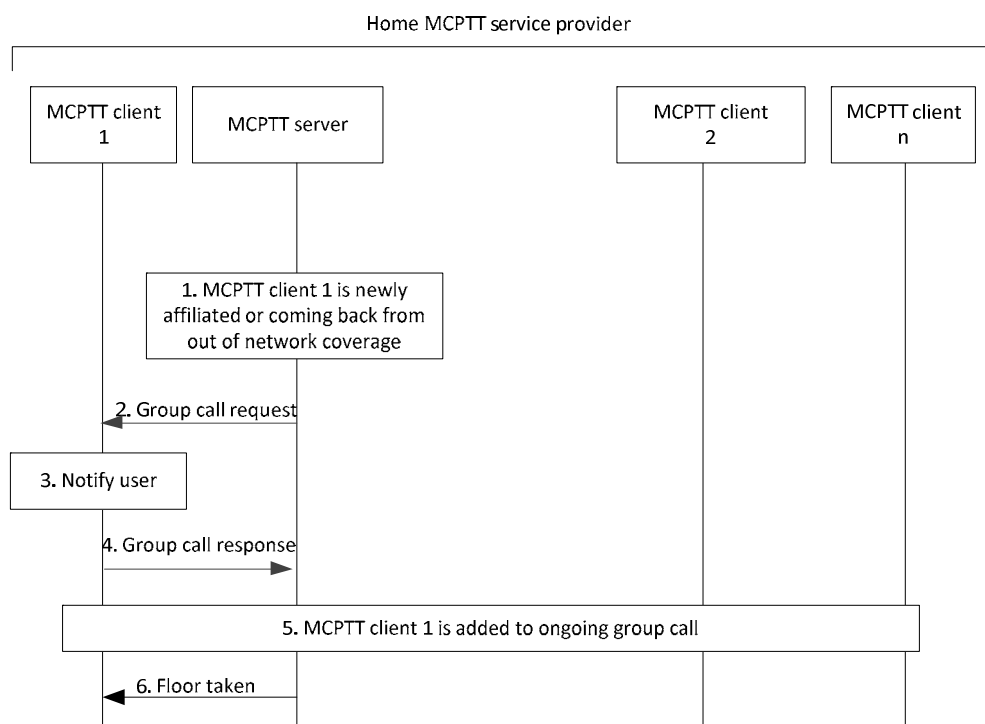 Home MCPTT service provider
MCPTT client
1
MCPTT server
MCPTT client
2
MCPTT client
n
1. MCPTT client 1 is newly
affiliated or coming back from
out of network coverage
2. Group call request
3. Notify user
4. Group call response
5. MCPTT client 1 is added to ongoing group call
6. Floor taken